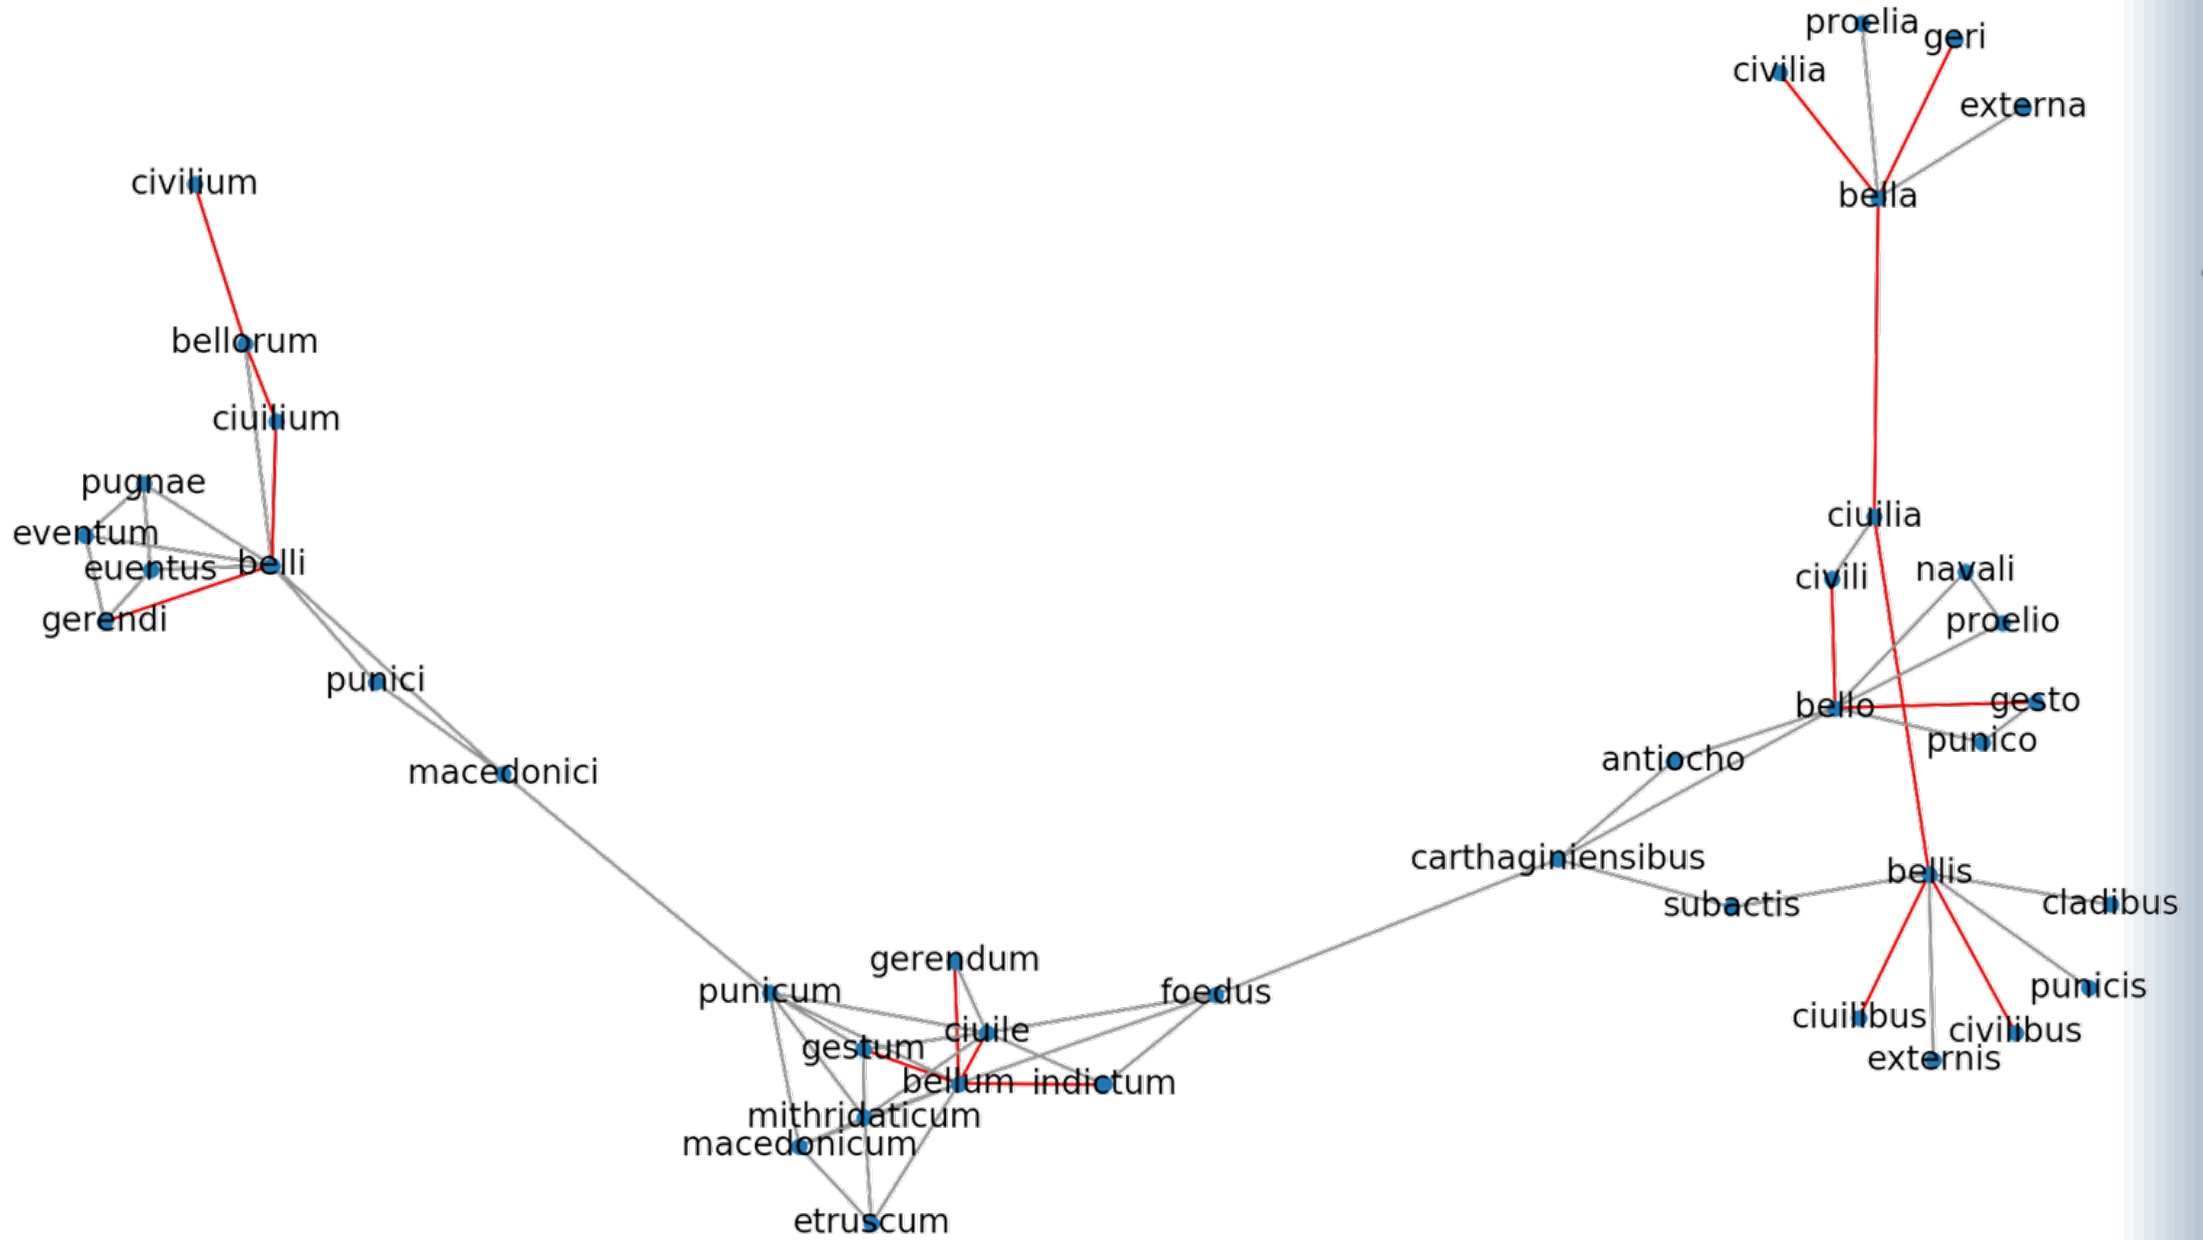 proelia
geri
civilia
externa
civilium
bella
bellorum
ciuilium
pugnae
ciuilia
eventum
belli
euentus
civili
navali
gerendi
proelio
punici
bello
gesto
punico
macedonici
antiocho
carthaginiensibus
bellis
subactis
cladibus
gerendum
punicum
foedus
punicis
ciuile
ciuilibus
civilibus
gestum
externis
bellum
indictum
mithridaticum
macedonicum
etruscum